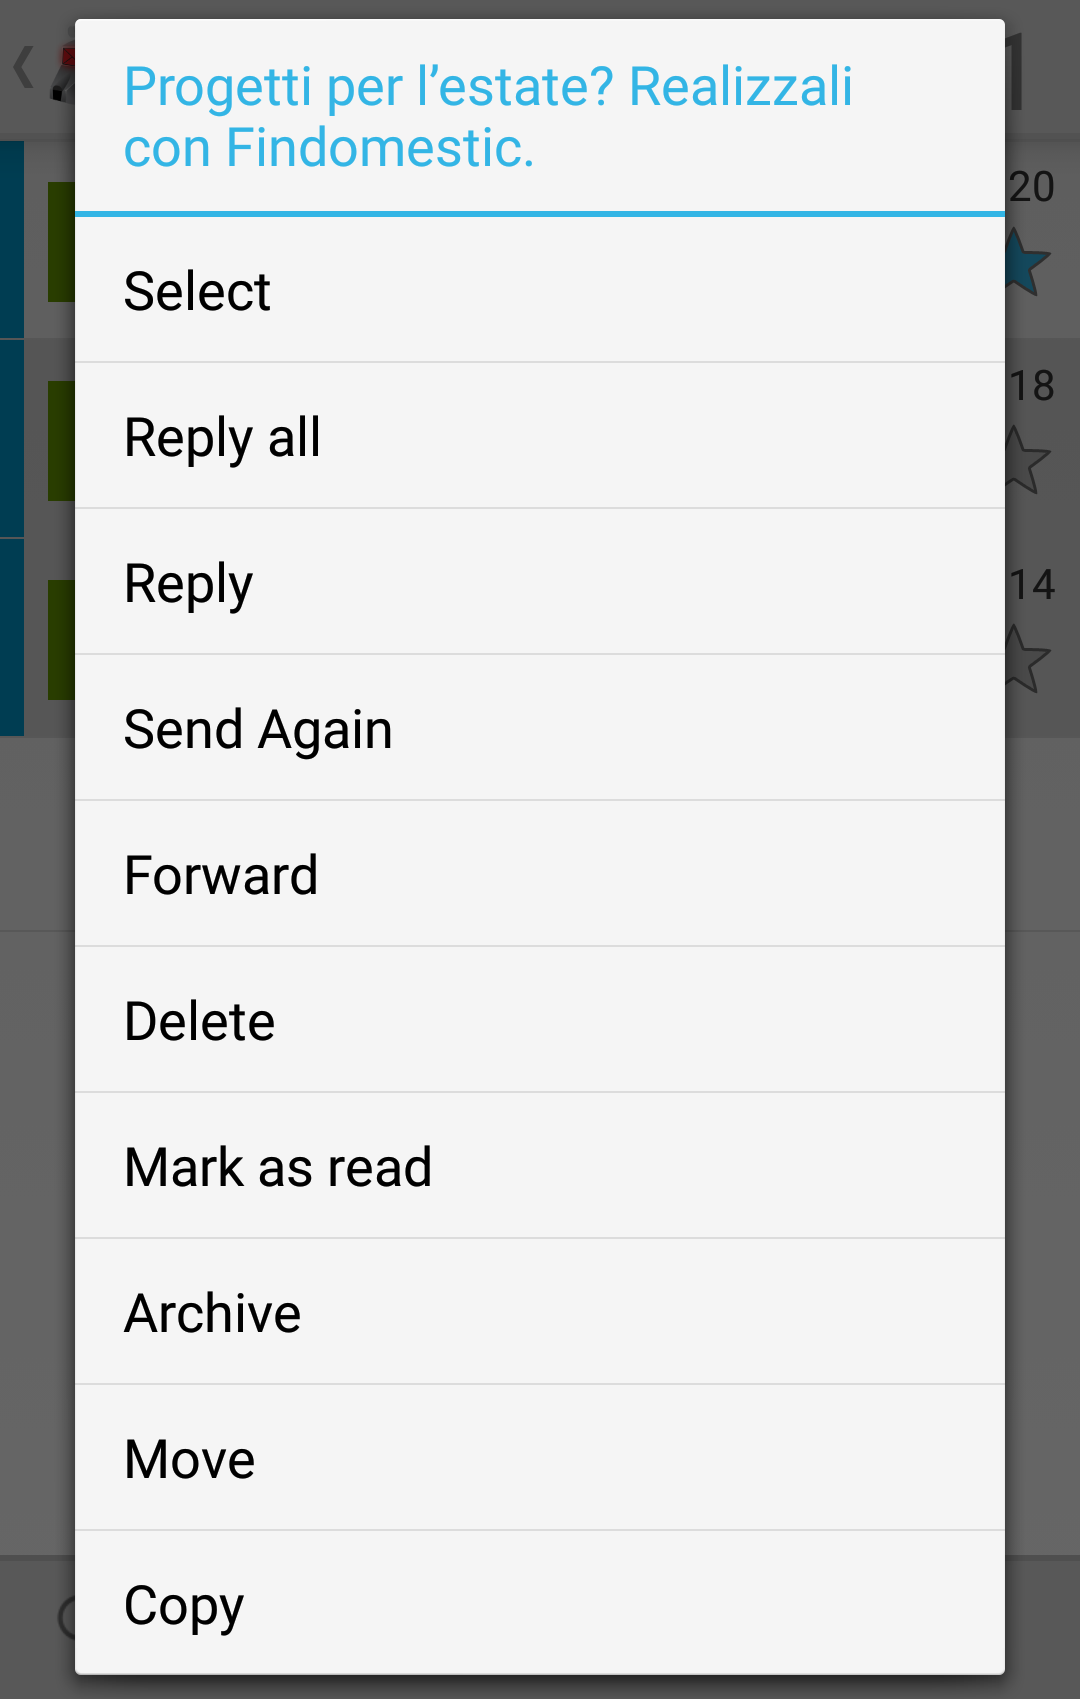 Progetti per l’estate? Realizzali
con Findomestic.
1
20
Select
18
Reply all
14
Reply
Send Again
Forward
Delete
Mark as read
Archive
Move
Copy